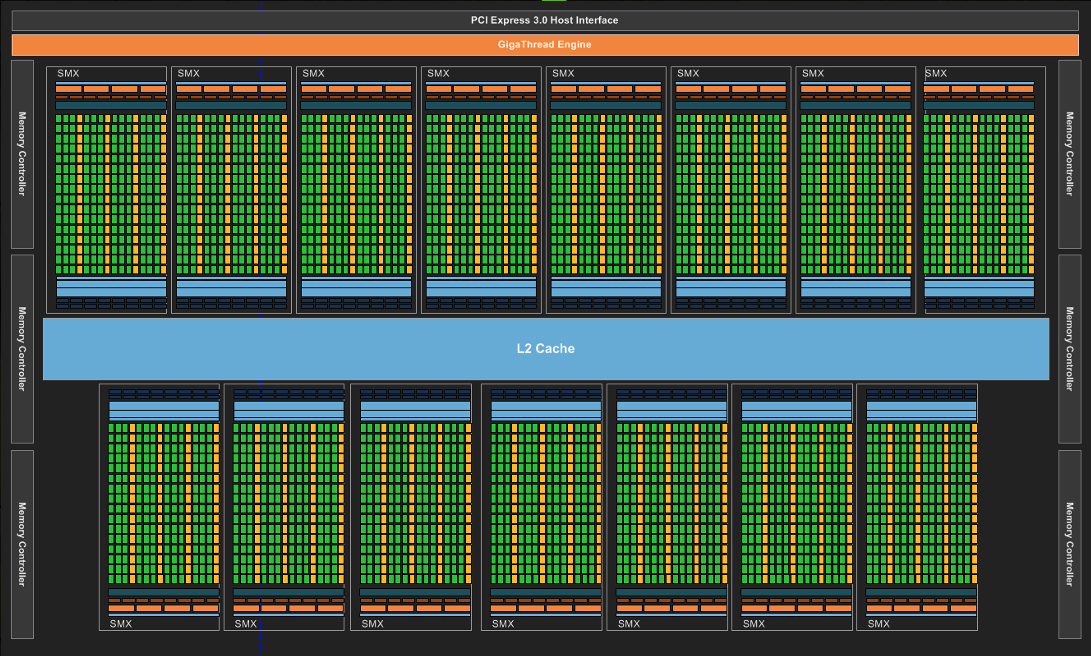 PCI Express 3.0 Host Interface
GigaThread Engine
Memory Controller
Memory Controller
Memory Controller
SMX
SMX
SMX
SMX
SMX
SMX
SMX
SMX
L2 Cache
SMX
SMX
SMX
SMX
SMX
SMX
SMX
Memory Controller
Memory Controller
Memory Controller